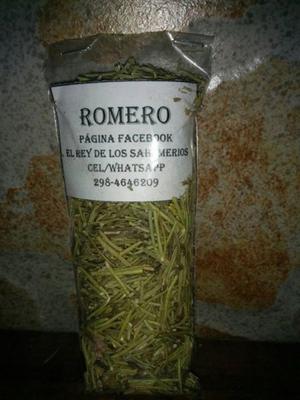 ROMERO
PÁGINA FACEBOOK
EL REY DE LOS SAHUMERIOS
CEL/WHATSAPP
298-4646209